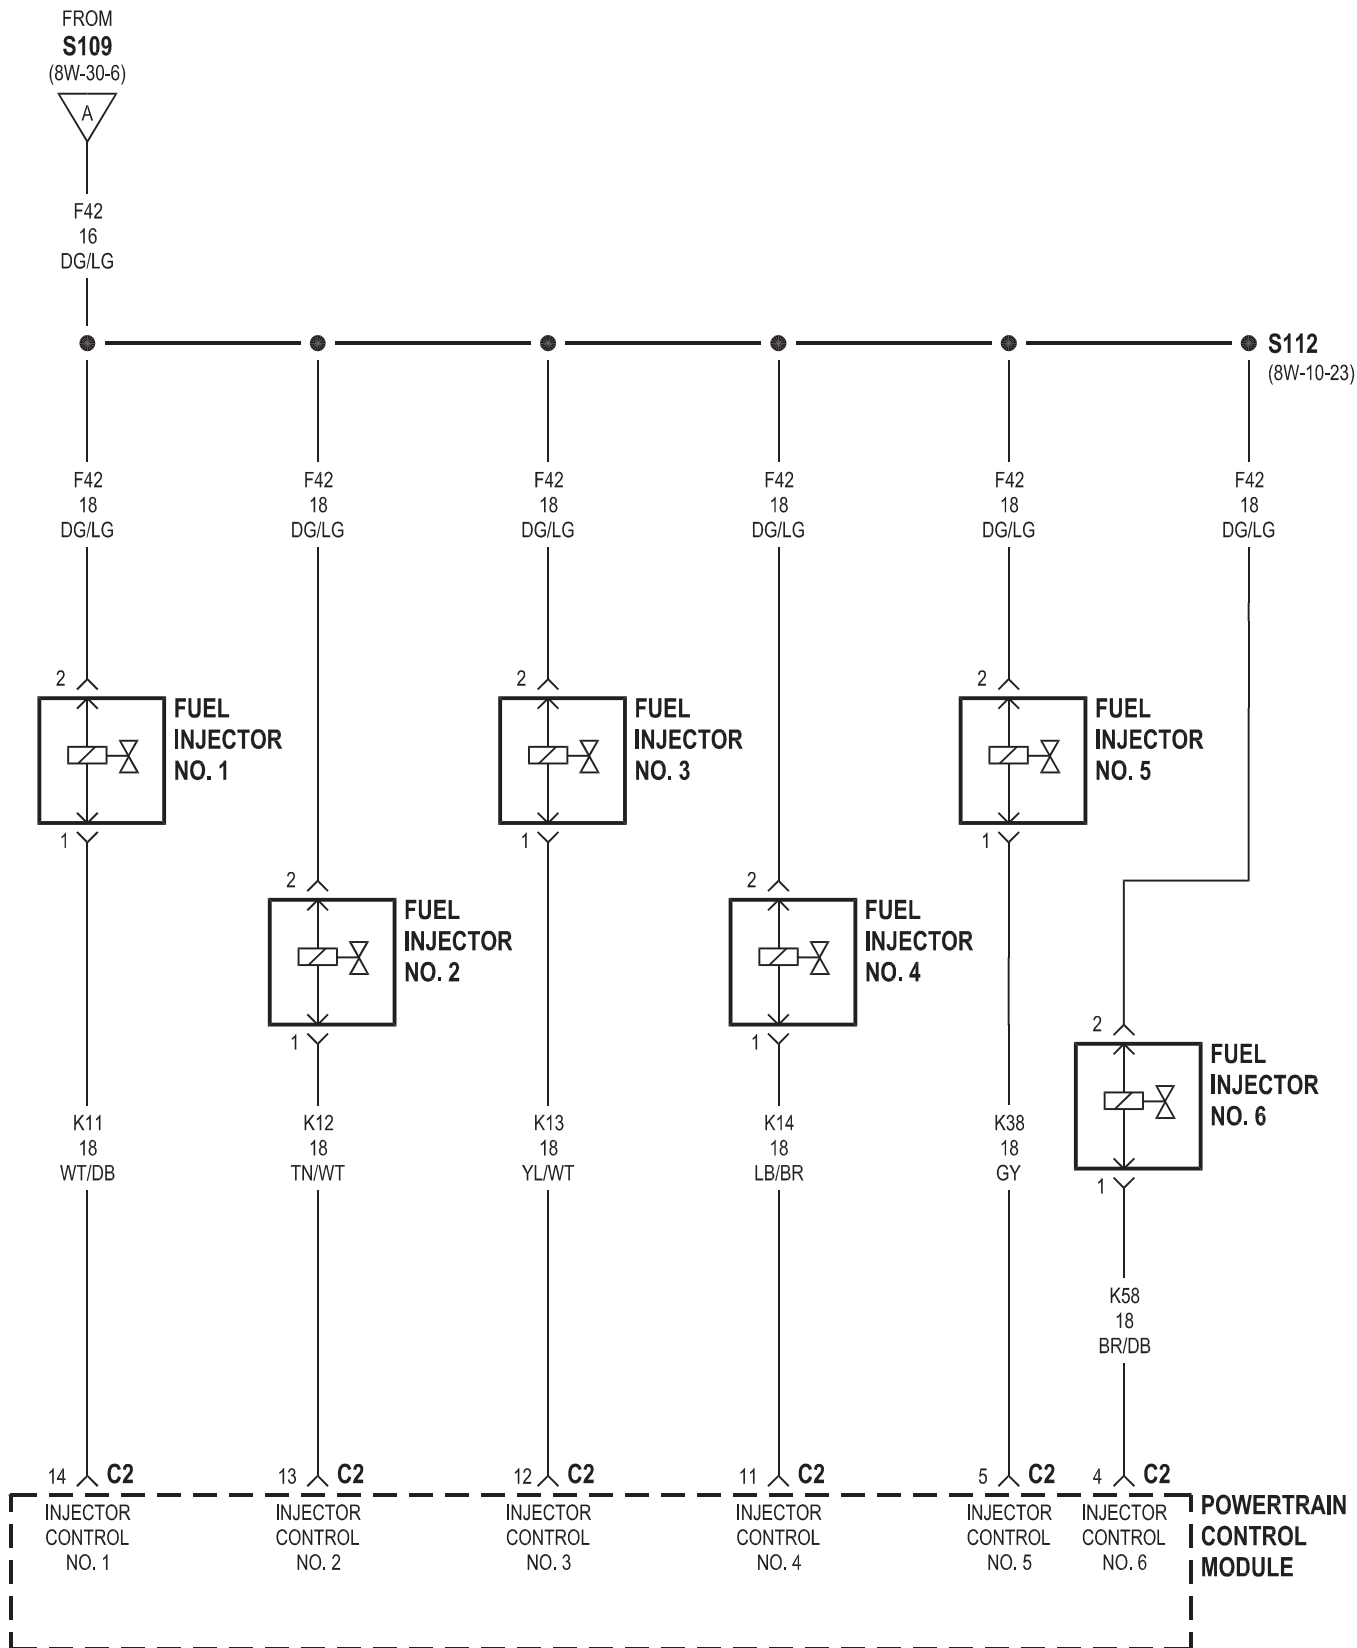 FROM
S109
(8W-30-6)
A
F42
16
DG/LG
S112
(8W-10-23)
F42
18
DG/LG
F42
18
DG/LG
F42
18
DG/LG
F42
18
DG/LG
F42
18
DG/LG
F42
18
DG/LG
2
FUEL
INJECTOR
NO. 1
1
2
FUEL
INJECTOR
NO. 3
1
2
FUEL
INJECTOR
NO. 5
1
2
FUEL
INJECTOR
NO. 2
1
2
FUEL
INJECTOR
NO. 4
1
2
FUEL
INJECTOR
NO. 6
1
K11
18
WT/DB
K12
18
TN/WT
K13
18
YL/WT
K14
18
LB/BR
K38
18
GY
K58
18
BR/DB
14 C2
13 C2
12 C2
11 C2
5 C2
4 C2
INJECTOR
CONTROL
NO. 1
INJECTOR
CONTROL
NO. 2
INJECTOR
CONTROL
NO. 3
INJECTOR
CONTROL
NO. 4
INJECTOR
CONTROL
NO. 5
INJECTOR
CONTROL
NO. 6
POWERTRAIN
CONTROL
MODULE